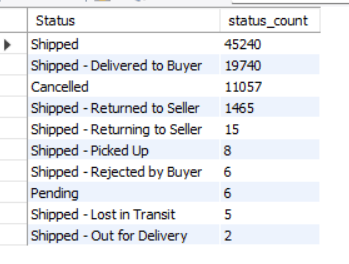 Status status_count
Shipped 45240
Shipped - Delivered to Buyer 19740
Cancelled 11057
Shipped - Returned to Seller 1465
Shipped - Returning to Seller 15
Shipped - Picked Up 8
Shipped - Rejected by Buyer 6
Pending 6
Shipped - Lost in Transit 5
Shipped - Out for Delivery 2